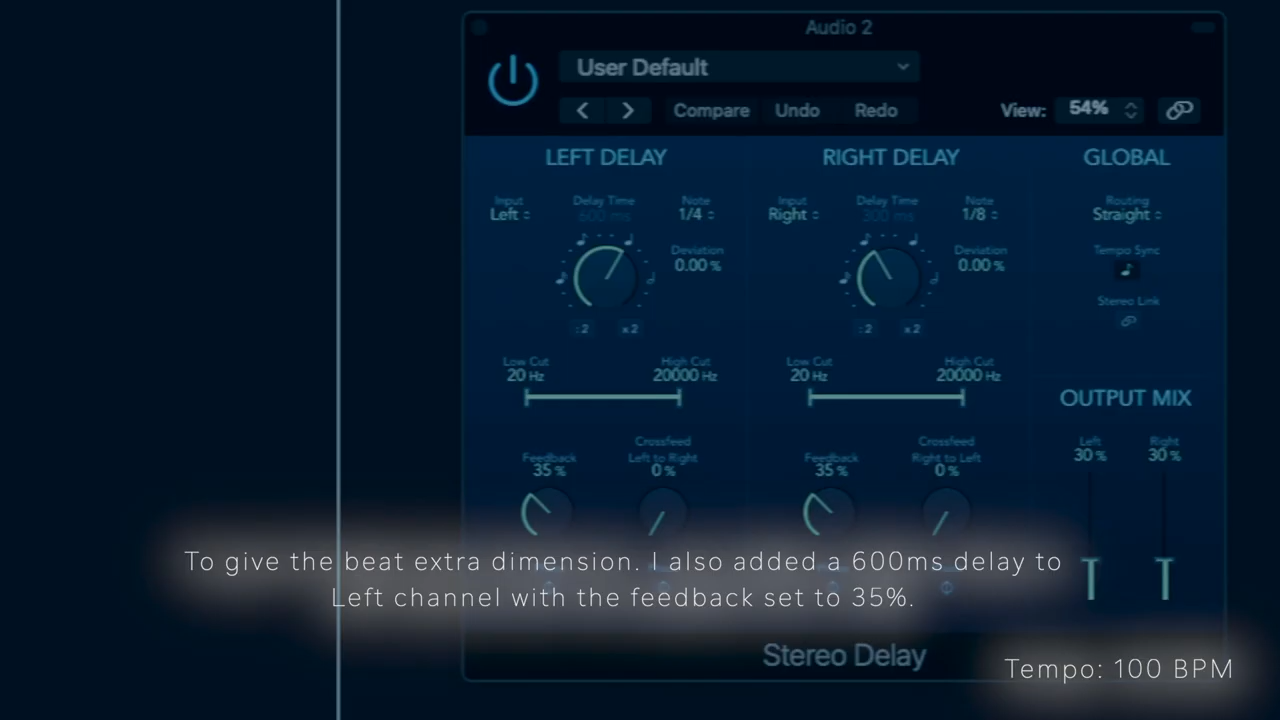 Audio 2
User Default
Compare Undo Redo View: 54%
LEFT DELAY RIGHT DELAY GLOBAL
Input Delay Time Note Input Delay Time Note Routing
Left 600 ms 1/4 Right 300 ms 1/8 Straight
Deviation Deviation Tempo Sync
0.00 % 0.00 %
Stereo Link
:2 x2 :2 x2
Low Cut High Cut Low Cut High Cut
20 Hz 20000 Hz 20 Hz 20000 Hz
OUTPUT MIX
Crossfeed Crossfeed Left Right
Feedback Left to Right Feedback Right to Left 30 % 30 %
35 % 0 % 35 % 0 %
To give the beat extra dimension. I also added a 600ms delay to
Left channel with the feedback set to 35%.
Stereo Delay
Tempo: 100 BPM